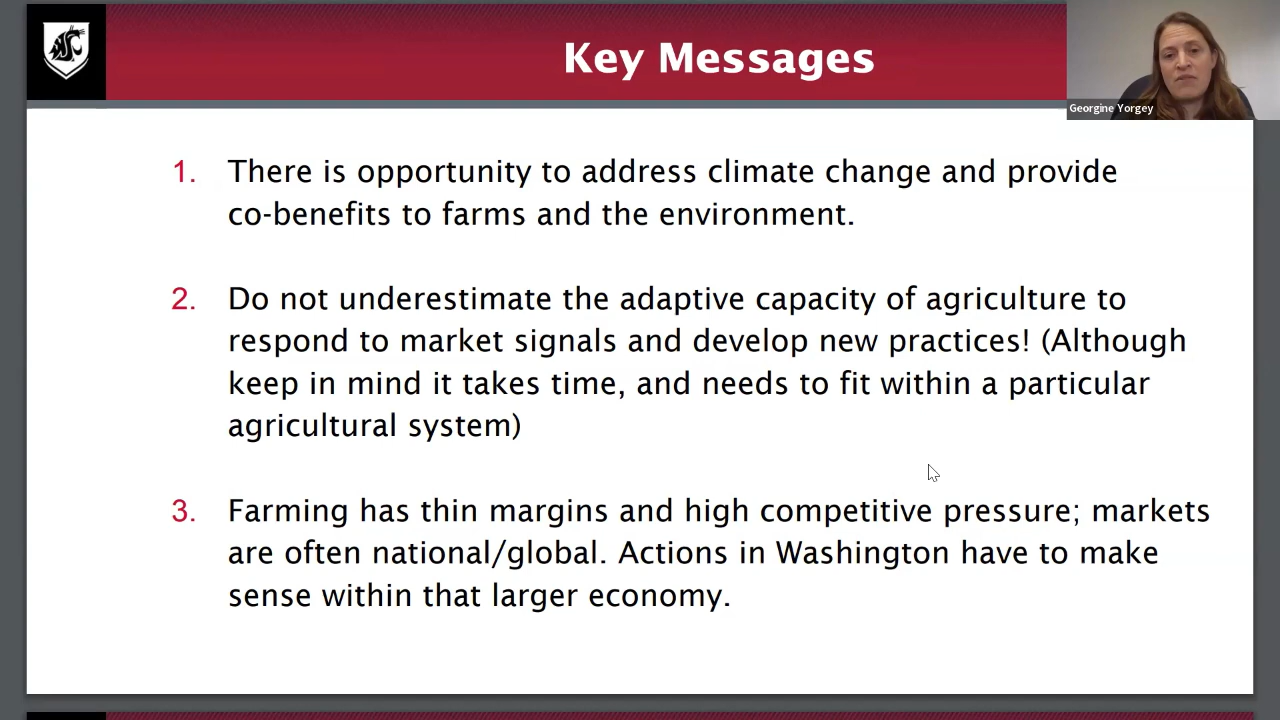 Key Messages
Georgine Yorgey
1. There is opportunity to address climate change and provide
co-benefits to farms and the environment.
2. Do not underestimate the adaptive capacity of agriculture to
respond to market signals and develop new practices! (Although
keep in mind it takes time, and needs to fit within a particular
agricultural system)
3. Farming has thin margins and high competitive pressure; markets
are often national/global. Actions in Washington have to make
sense within that larger economy.